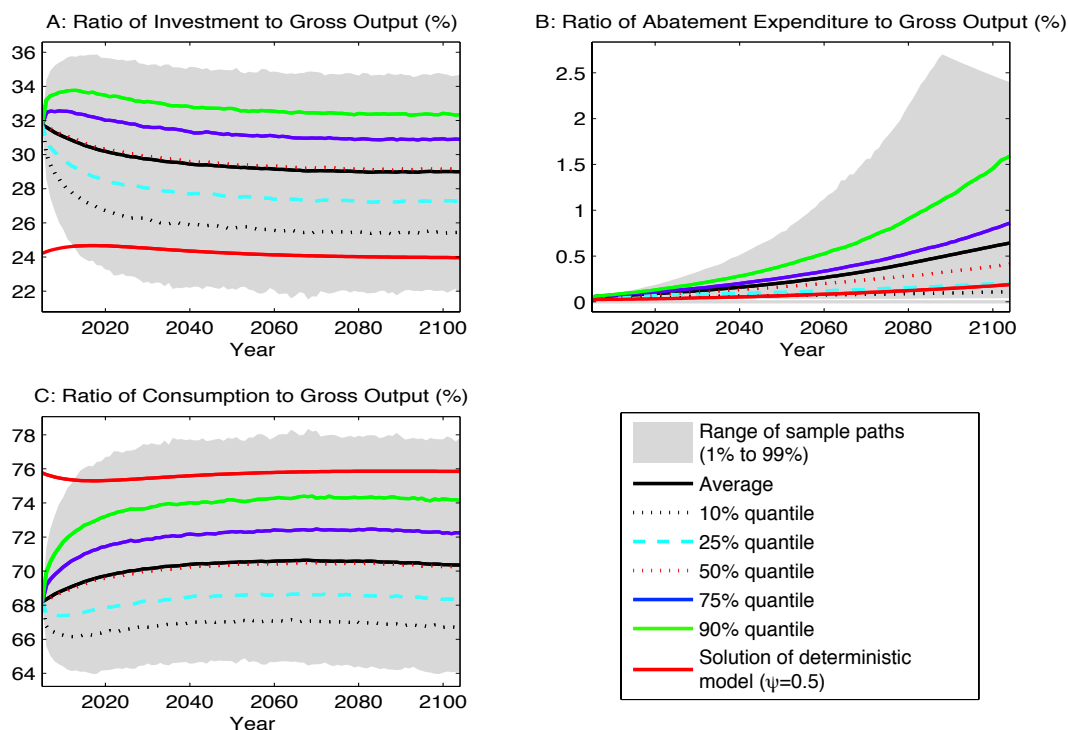 A: Ratio of Investment to Gross Output (%)
36
34
32
30
28
26
24
22
2020 2040 2060 2080 2100
Year
B: Ratio of Abatement Expenditure to Gross Output (%)
2.5
2
1.5
1
0.5
0
2020 2040 2060 2080 2100
Year
C: Ratio of Consumption to Gross Output (%)
78
76
74
72
70
68
66
64
2020 2040 2060 2080 2100
Year
Range of sample paths
(1% to 99%)
Average
10% quantile
25% quantile
50% quantile
75% quantile
90% quantile
Solution of deterministic
model (ψ=0.5)